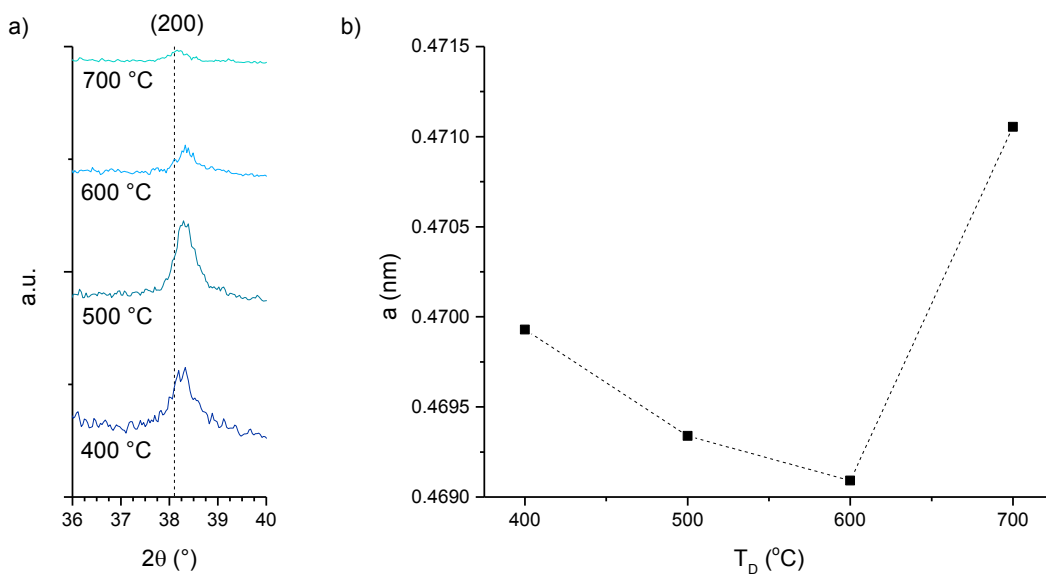 a)
(200)
700 °C
600 °C
500 °C
400 °C
a.u.
36 37 38 39 40
2θ (°)
b)
0.4715
0.4710
0.4705
0.4700
0.4695
0.4690
a (nm)
400 500 600 700
T_D (°C)